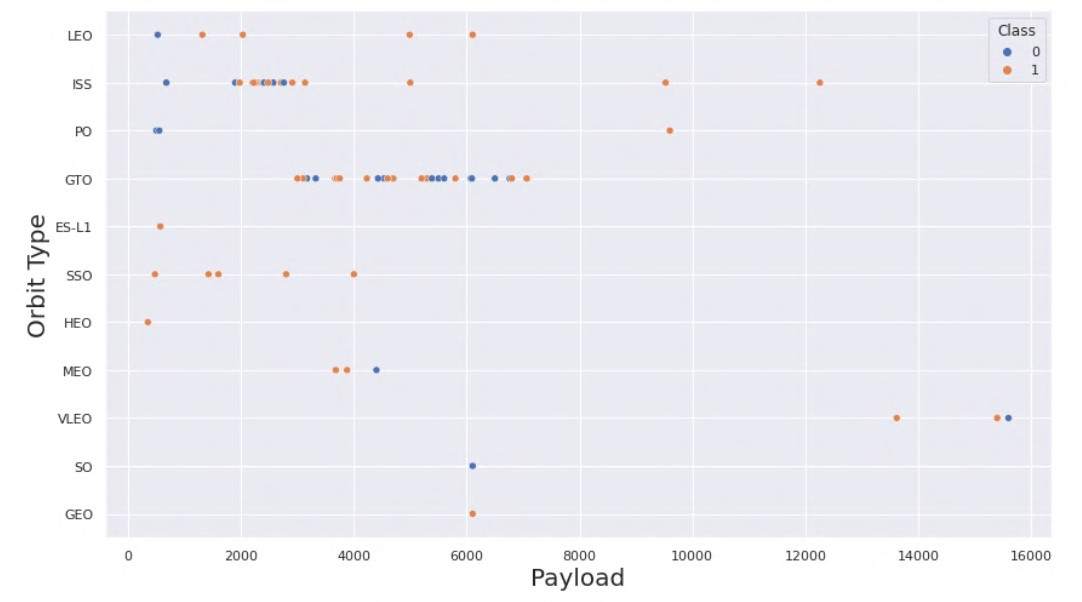 Class
0
1
LEO
ISS
PO
GTO
ES-L1
SSO
HEO
MEO
VLEO
SO
GEO
Orbit Type
0 2000 4000 6000 8000 10000 12000 14000 16000
Payload